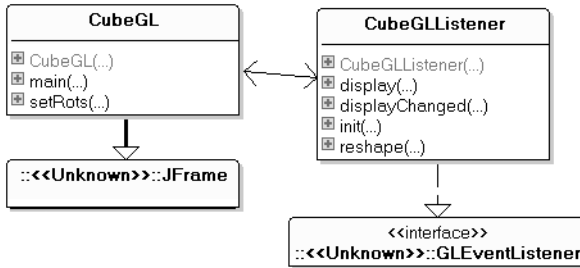 CubeGL
CubeGL(...)
main(...)
setRots(...)
::<<Unknown>>::JFrame
CubeGLListener
CubeGLListener(...)
display(...)
displayChanged(...)
init(...)
reshape(...)
<<interface>>
::<<Unknown>>::GLEventListener